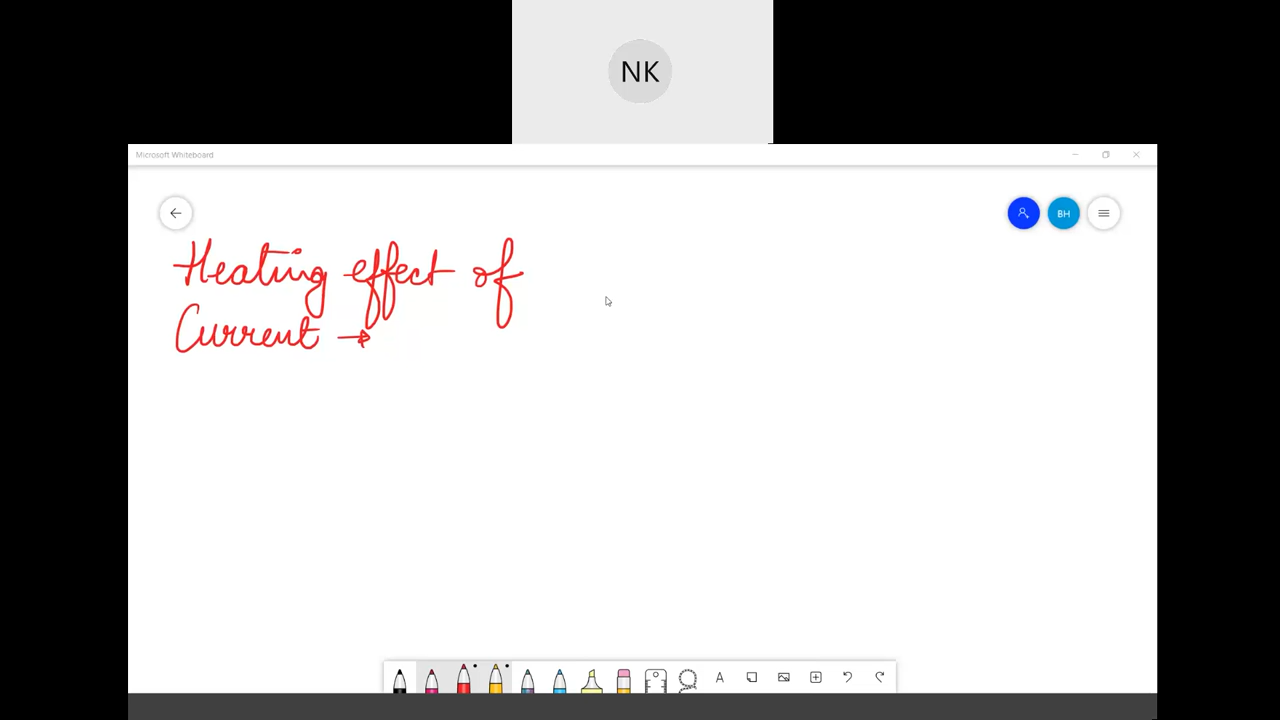 NK
Microsoft Whiteboard
BH
Heating effect of
Current →
A